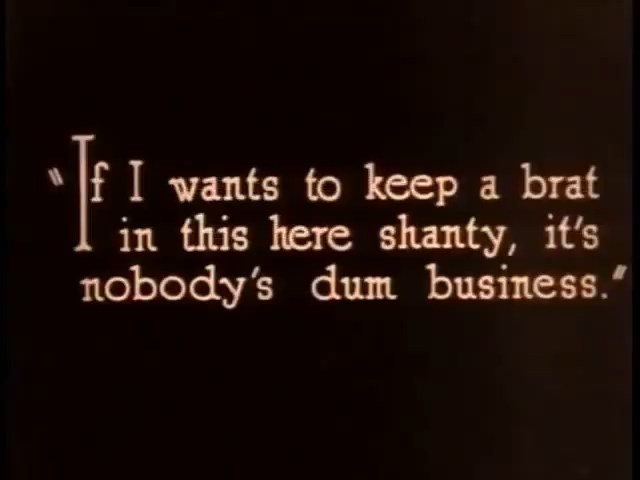 "If I wants to keep a brat
in this here shanty, it's
nobody's dum business."